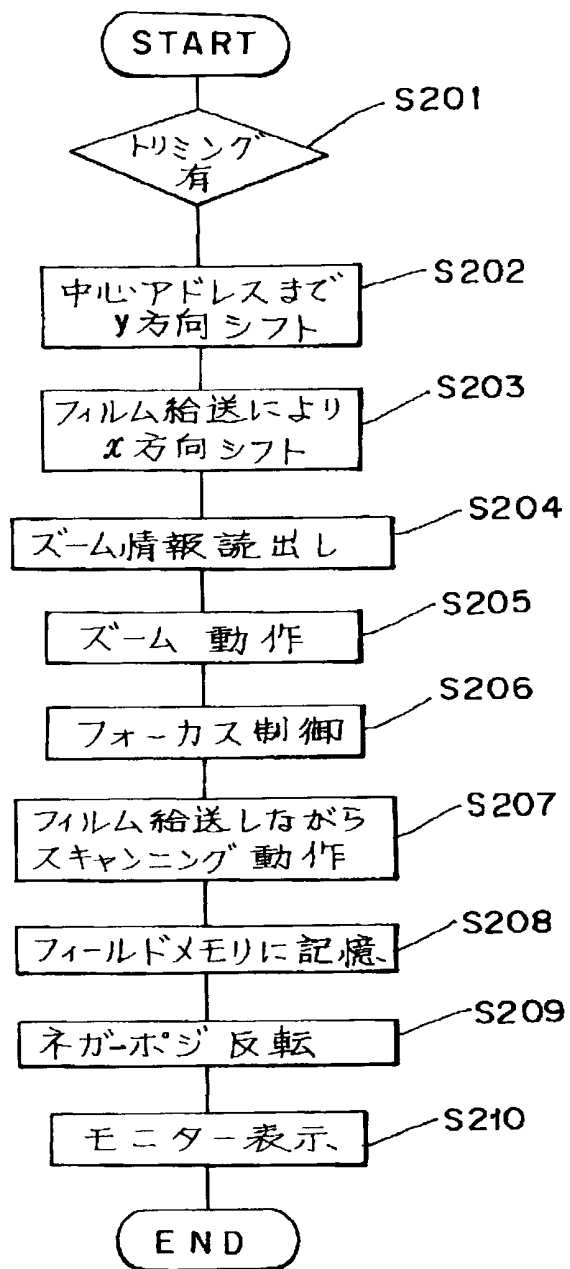 START
S201
トリミング
有
S202
中心アドレスまで
y方向シフト
S203
フィルム給送により
x方向シフト
S204
ズーム情報読出し
S205
ズーム動作
S206
フォーカス制御
S207
フィルム給送しながら
スキャンニング動作
S208
フィールドメモリに記憶
S209
ネガーポジ反転
S210
モニター表示
END